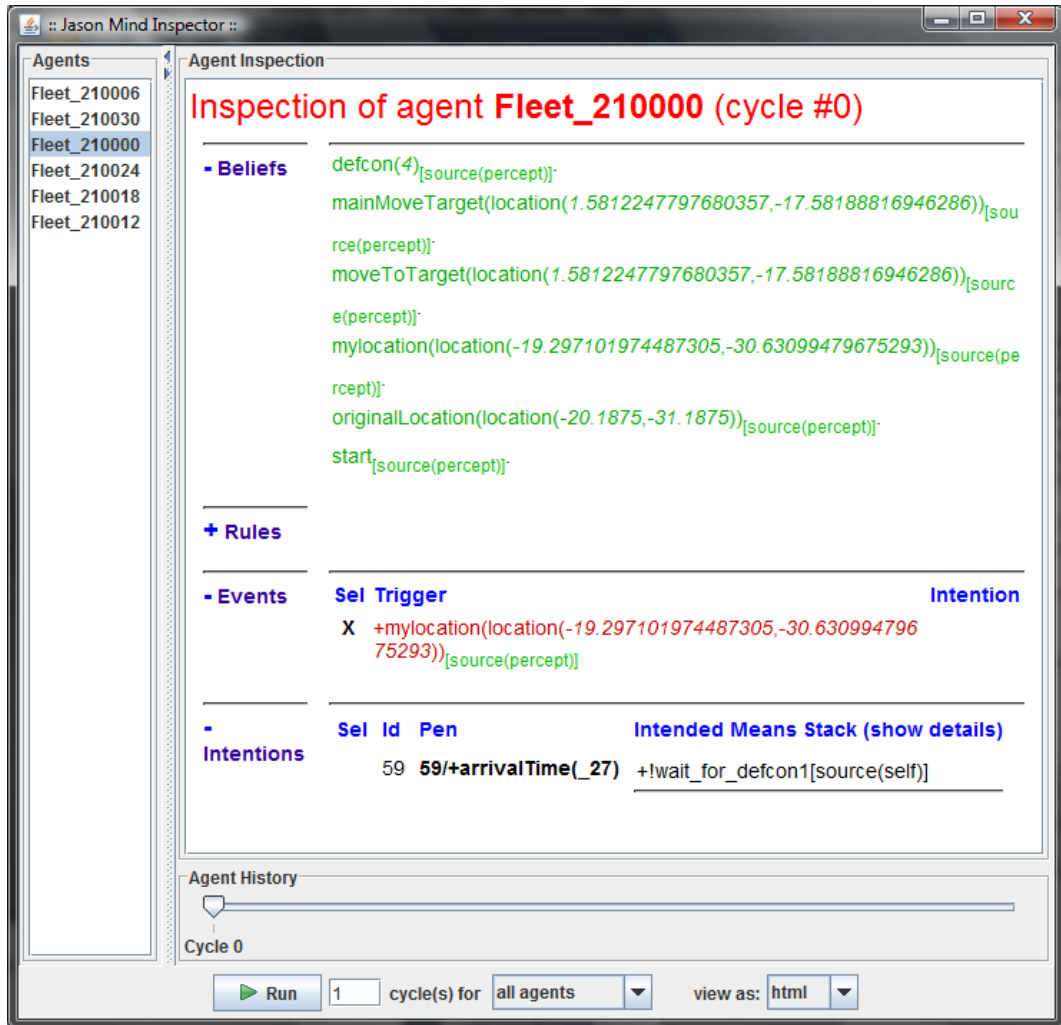 :: Jason Mind Inspector ::
Agents
Fleet_210006
Fleet_210030
Fleet_210000
Fleet_210024
Fleet_210018
Fleet_210012
Agent Inspection
Inspection of agent Fleet_210000 (cycle #0)
- Beliefs
defcon(4)[source(percept)].
mainMoveTarget(location(1.5812247797680357,-17.58188816946286))[sou
rce(percept)].
moveToTarget(location(1.5812247797680357,-17.58188816946286))[sourc
e(percept)].
mylocation(location(-19.297101974487305,-30.63099479675293))[source(pe
rcept)].
originalLocation(location(-20.1875,-31.1875))[source(percept)].
start[source(percept)].
+ Rules
- Events
Sel Trigger Intention
X +mylocation(location(-19.297101974487305,-30.630994796
75293))[source(percept)]
-
Intentions
Sel Id Pen Intended Means Stack (show details)
59 59/+arrivalTime(_27) +!wait_for_defcon1[source(self)]
Agent History
Cycle 0
Run 1 cycle(s) for all agents view as: html